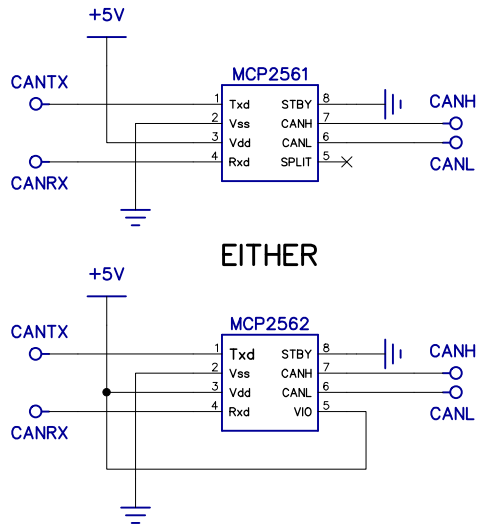 +5V
MCP2561
CANTX
1 Txd STBY 8
CANH
2 Vss CANH 7
3 Vdd CANL 6
4 Rxd SPLIT 5
CANRX
CANL
EITHER
+5V
MCP2562
CANTX
1 Txd STBY 8
CANH
2 Vss CANH 7
3 Vdd CANL 6
4 Rxd VIO 5
CANRX
CANL